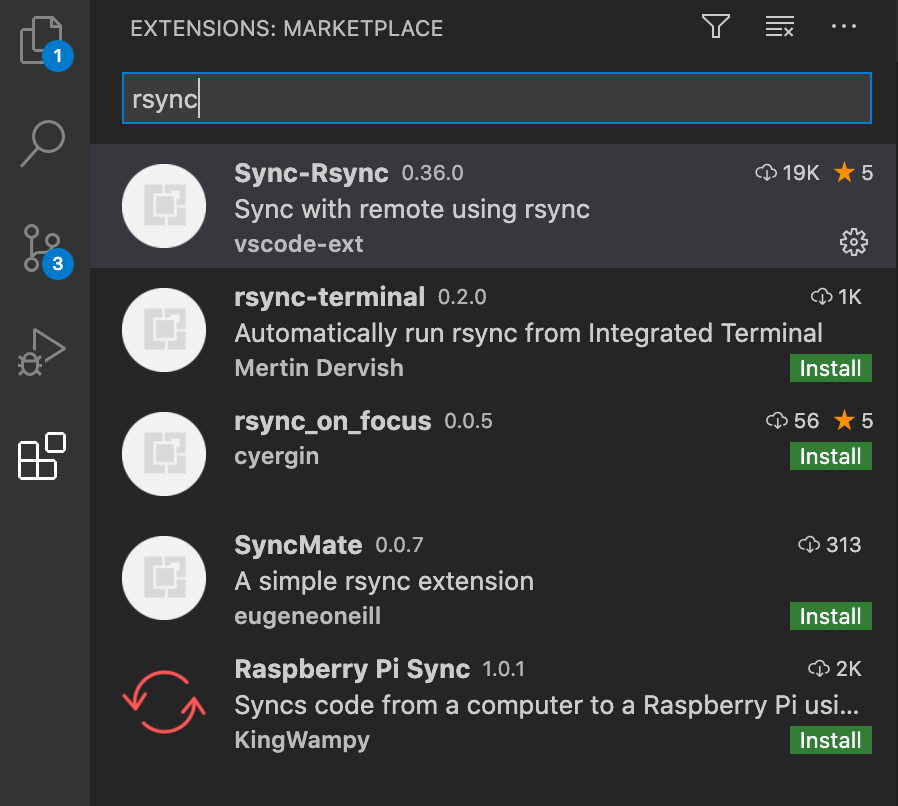 EXTENSIONS: MARKETPLACE
1
rsync
Sync-Rsync 0.36.0 19K 5
Sync with remote using rsync
vscode-ext
3
rsync-terminal 0.2.0 1K
Automatically run rsync from Integrated Terminal
Mertin Dervish Install
rsync_on_focus 0.0.5 56 5
cyergin Install
SyncMate 0.0.7 313
A simple rsync extension
eugeneoneill Install
Raspberry Pi Sync 1.0.1 2K
Syncs code from a computer to a Raspberry Pi usi...
KingWampy Install